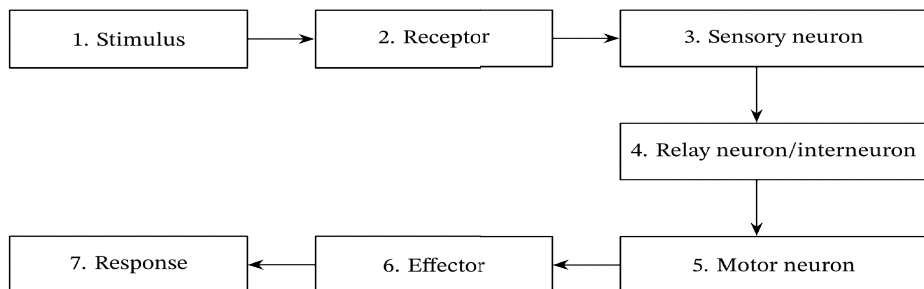 1. Stimulus
2. Receptor
3. Sensory neuron
4. Relay neuron/interneuron
5. Motor neuron
6. Effector
7. Response